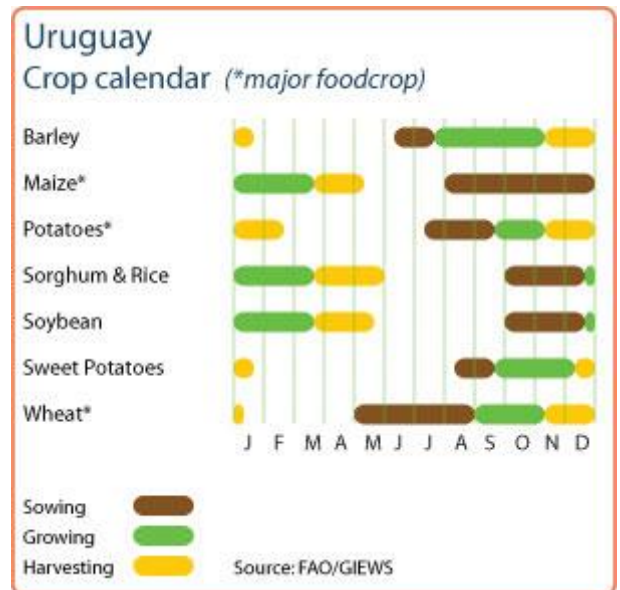 Uruguay
Crop calendar (*major foodcrop)
Barley
Maize*
Potatoes*
Sorghum & Rice
Soybean
Sweet Potatoes
Wheat*
J F M A M J J A S O N D
Sowing
Growing
Harvesting Source: FAO/GIEWS